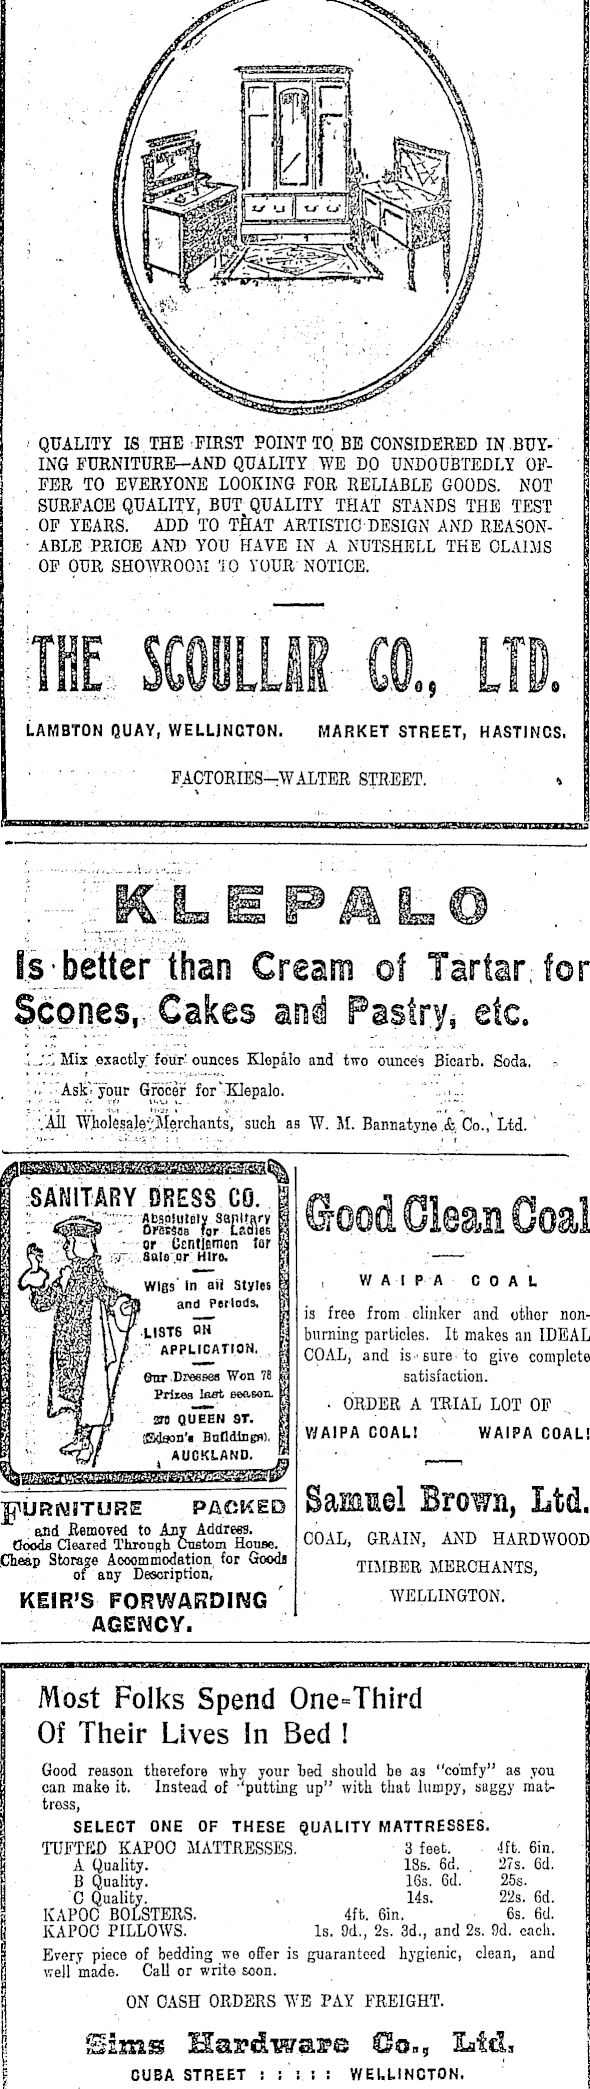 QUALITY IS THE FIRST POINT TO BE CONSIDERED IN BUY-
ING FURNITURE—AND QUALITY WE DO UNDOUBTEDLY OF-
FER TO EVERYONE LOOKING FOR RELIABLE GOODS. NOT
SURFACE QUALITY, BUT QUALITY THAT STANDS THE TEST
OF YEARS. ADD TO THAT ARTISTIC DESIGN AND REASON-
ABLE PRICE AND YOU HAVE IN A NUTSHELL THE CLAIMS
OF OUR SHOWROOM TO YOUR NOTICE.
THE SCOULLAR CO., LTD.
LAMBTON QUAY, WELLINGTON. MARKET STREET, HASTINGS.
FACTORIES—WALTER STREET.
KLEPALO
Is better than Cream of Tartar for
Scones, Cakes and Pastry, etc.
Mix exactly four ounces Klepalo and two ounces Bicarb. Soda.
Ask your Grocer for Klepalo.
All Wholesale Merchants, such as W. M. Bannatyne & Co., Ltd.
SANITARY DRESS CO.
Absolutely Sanitary
Dresses for Ladies
or Gentlemen for
Sale or Hire.
Wigs in all Styles
and Periods.
LISTS ON
APPLICATION.
Our Dresses Won 78
Prizes last season.
270 QUEEN ST.
(Edson's Buildings),
AUCKLAND.
FURNITURE PACKED
and Removed to Any Address.
Goods Cleared Through Custom House.
Cheap Storage Accommodation for Goods
of any Description,
KEIR'S FORWARDING
AGENCY.
Good Clean Coal
WAIPA COAL
is free from clinker and other non-
burning particles. It makes an IDEAL
COAL, and is sure to give complete
satisfaction.
ORDER A TRIAL LOT OF
WAIPA COAL! WAIPA COAL!
Samuel Brown, Ltd.
COAL, GRAIN, AND HARDWOOD
TIMBER MERCHANTS,
WELLINGTON.
Most Folks Spend One-Third
Of Their Lives In Bed !
Good reason therefore why your bed should be as "comfy" as you
can make it. Instead of "putting up" with that lumpy, saggy mat-
tress,
SELECT ONE OF THESE QUALITY MATTRESSES.
TUFTED KAPOC MATTRESSES. 3 feet. 4ft. 6in.
A Quality. 18s. 6d. 27s. 6d.
B Quality. 16s. 6d. 25s.
C Quality. 14s. 22s. 6d.
KAPOC BOLSTERS. 4ft. 6in. 6s. 6d.
KAPOC PILLOWS. 1s. 9d., 2s. 3d., and 2s. 9d. each.
Every piece of bedding we offer is guaranteed hygienic, clean, and
well made. Call or write soon.
ON CASH ORDERS WE PAY FREIGHT.
Sims Hardware Co., Ltd,
CUBA STREET : : : : : WELLINGTON.